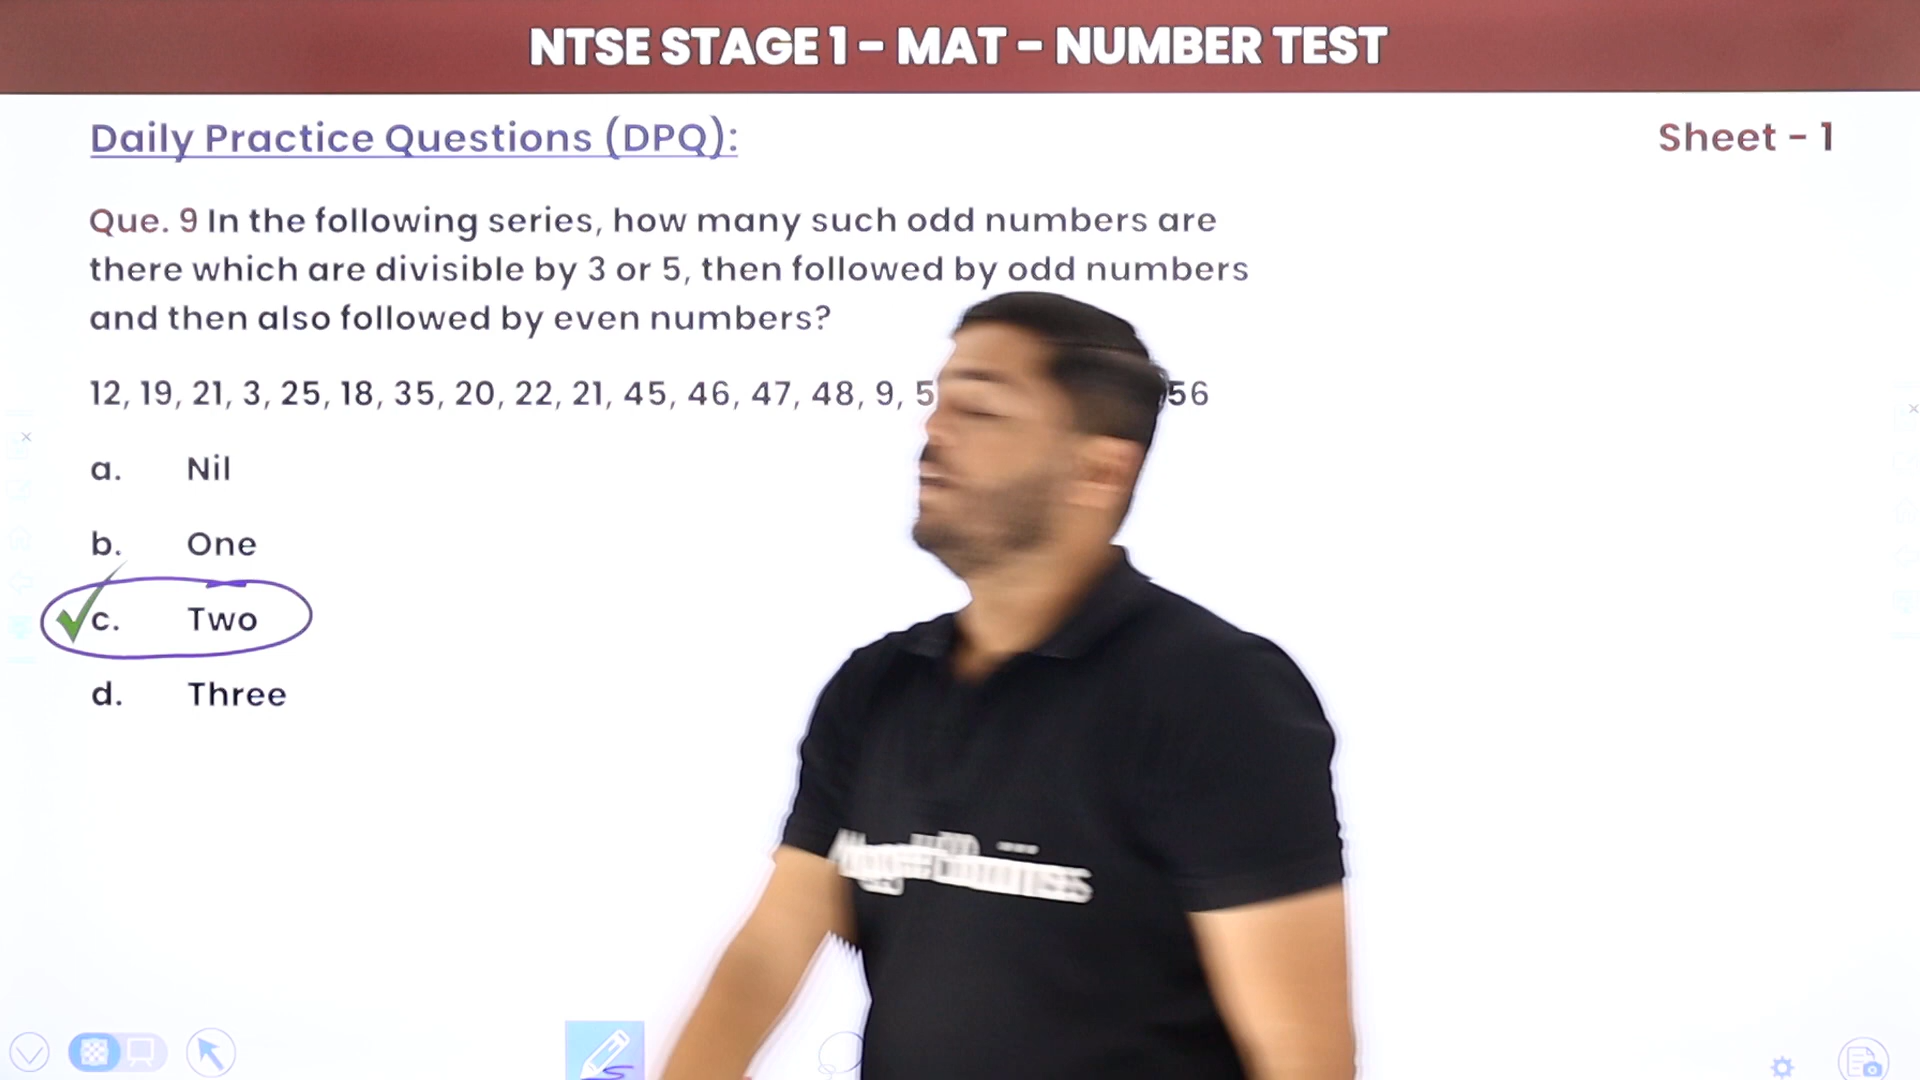 NTSE STAGE 1 – MAT – NUMBER TEST
Daily Practice Questions (DPQ):
Sheet - 1
Que. 9 In the following series, how many such odd numbers are
there which are divisible by 3 or 5, then followed by odd numbers
and then also followed by even numbers?
12, 19, 21, 3, 25, 18, 35, 20, 22, 21, 45, 46, 47, 48, 9, 5 56
a. Nil
b. One
c. Two
d. Three